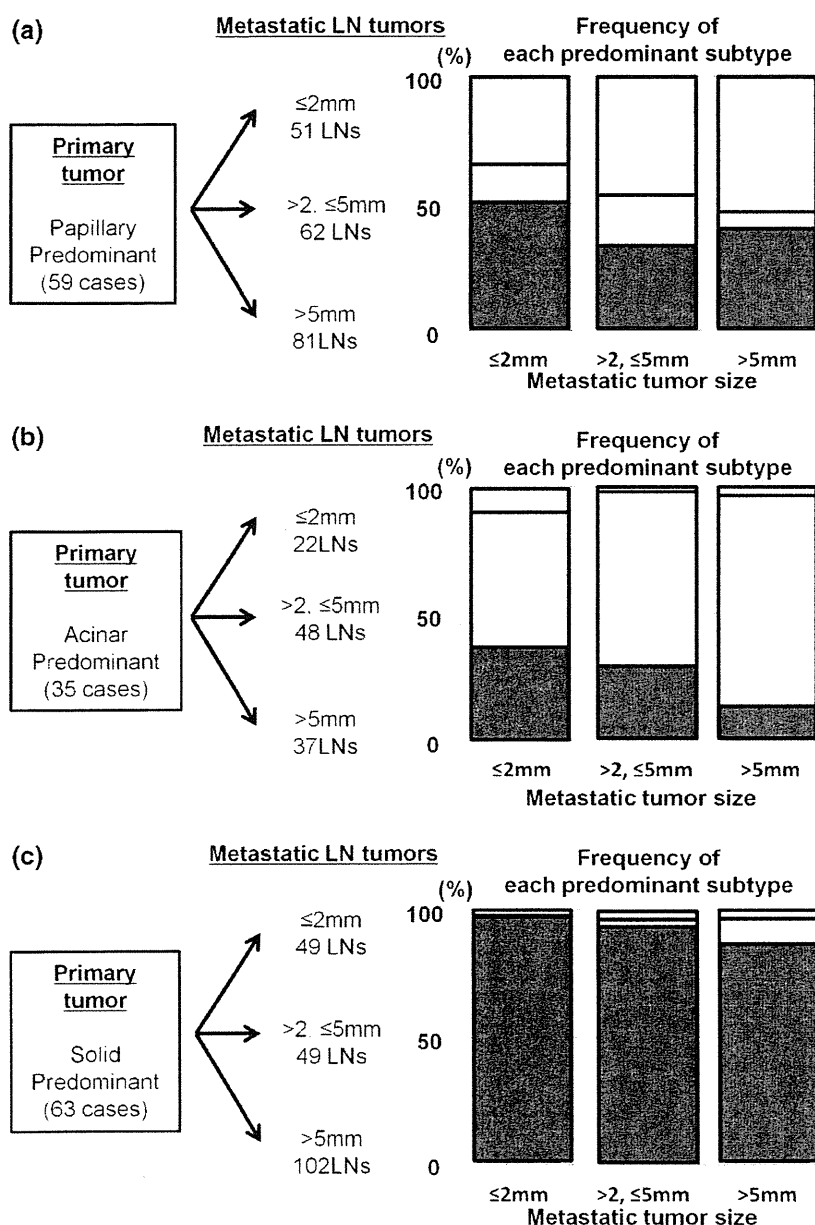 (a)
Metastatic LN tumors
Frequency of
each predominant subtype
(%)
Primary
tumor
Papillary
Predominant
(59 cases)
≤2mm
51 LNs
>2. ≤5mm
62 LNs
>5mm
81LNs
100
50
0
≤2mm
>2, ≤5mm
>5mm
Metastatic tumor size
(b)
Metastatic LN tumors
Frequency of
each predominant subtype
(%)
Primary
tumor
Acinar
Predominant
(35 cases)
≤2mm
22LNs
>2. ≤5mm
48 LNs
>5mm
37LNs
100
50
0
≤2mm
>2, ≤5mm
>5mm
Metastatic tumor size
(c)
Metastatic LN tumors
Frequency of
each predominant subtype
(%)
Primary
tumor
Solid
Predominant
(63 cases)
≤2mm
49 LNs
>2. ≤5mm
49 LNs
>5mm
102LNs
100
50
0
≤2mm
>2, ≤5mm
>5mm
Metastatic tumor size